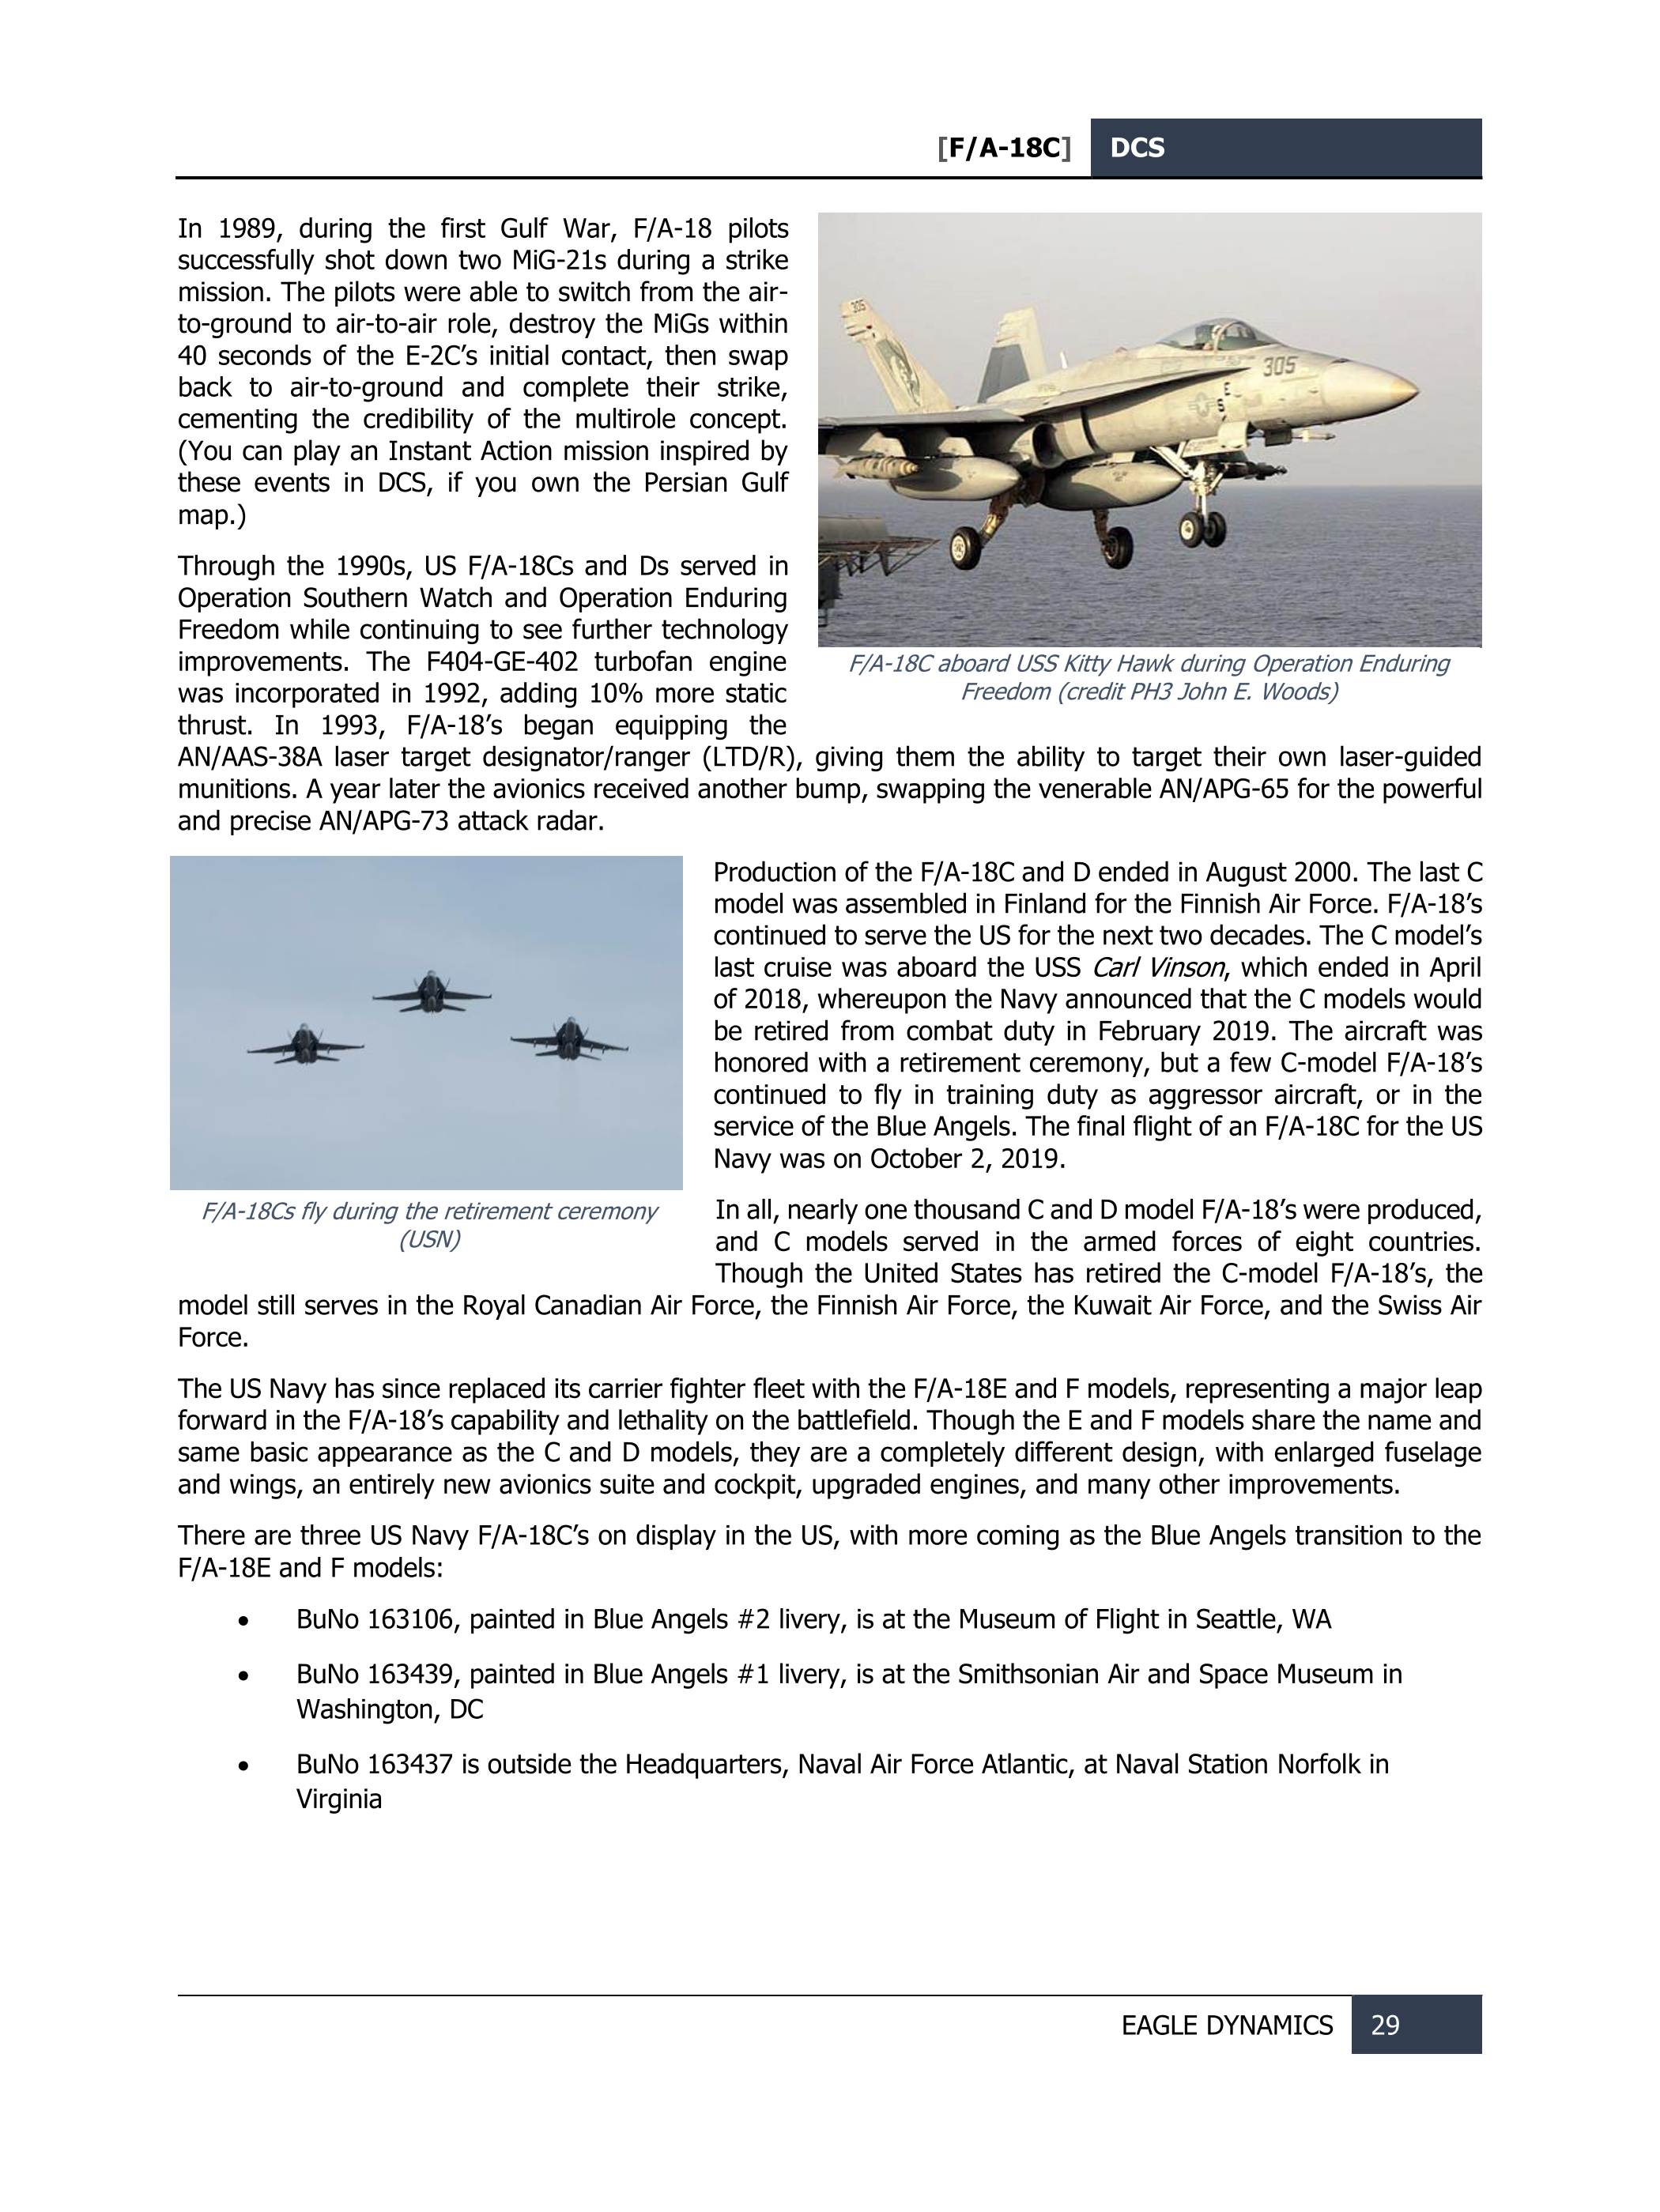 [F/A-18C] DCS
In 1989, during the first Gulf War, F/A-18 pilots
successfully shot down two MiG-21s during a strike
mission. The pilots were able to switch from the air-
to-ground to air-to-air role, destroy the MiGs within
40 seconds of the E-2C’s initial contact, then swap
back to air-to-ground and complete their strike,
cementing the credibility of the multirole concept.
(You can play an Instant Action mission inspired by
these events in DCS, if you own the Persian Gulf
map.)
305
305
F/A-18C aboard USS Kitty Hawk during Operation Enduring
Freedom (credit PH3 John E. Woods)
Through the 1990s, US F/A-18Cs and Ds served in
Operation Southern Watch and Operation Enduring
Freedom while continuing to see further technology
improvements. The F404-GE-402 turbofan engine
was incorporated in 1992, adding 10% more static
thrust. In 1993, F/A-18’s began equipping the
AN/AAS-38A laser target designator/ranger (LTD/R), giving them the ability to target their own laser-guided
munitions. A year later the avionics received another bump, swapping the venerable AN/APG-65 for the powerful
and precise AN/APG-73 attack radar.
F/A-18Cs fly during the retirement ceremony
(USN)
Production of the F/A-18C and D ended in August 2000. The last C
model was assembled in Finland for the Finnish Air Force. F/A-18’s
continued to serve the US for the next two decades. The C model’s
last cruise was aboard the USS Carl Vinson, which ended in April
of 2018, whereupon the Navy announced that the C models would
be retired from combat duty in February 2019. The aircraft was
honored with a retirement ceremony, but a few C-model F/A-18’s
continued to fly in training duty as aggressor aircraft, or in the
service of the Blue Angels. The final flight of an F/A-18C for the US
Navy was on October 2, 2019.
In all, nearly one thousand C and D model F/A-18’s were produced,
and C models served in the armed forces of eight countries.
Though the United States has retired the C-model F/A-18’s, the
model still serves in the Royal Canadian Air Force, the Finnish Air Force, the Kuwait Air Force, and the Swiss Air
Force.
The US Navy has since replaced its carrier fighter fleet with the F/A-18E and F models, representing a major leap
forward in the F/A-18’s capability and lethality on the battlefield. Though the E and F models share the name and
same basic appearance as the C and D models, they are a completely different design, with enlarged fuselage
and wings, an entirely new avionics suite and cockpit, upgraded engines, and many other improvements.
There are three US Navy F/A-18C’s on display in the US, with more coming as the Blue Angels transition to the
F/A-18E and F models:
• BuNo 163106, painted in Blue Angels #2 livery, is at the Museum of Flight in Seattle, WA
• BuNo 163439, painted in Blue Angels #1 livery, is at the Smithsonian Air and Space Museum in
Washington, DC
• BuNo 163437 is outside the Headquarters, Naval Air Force Atlantic, at Naval Station Norfolk in
Virginia
EAGLE DYNAMICS 29